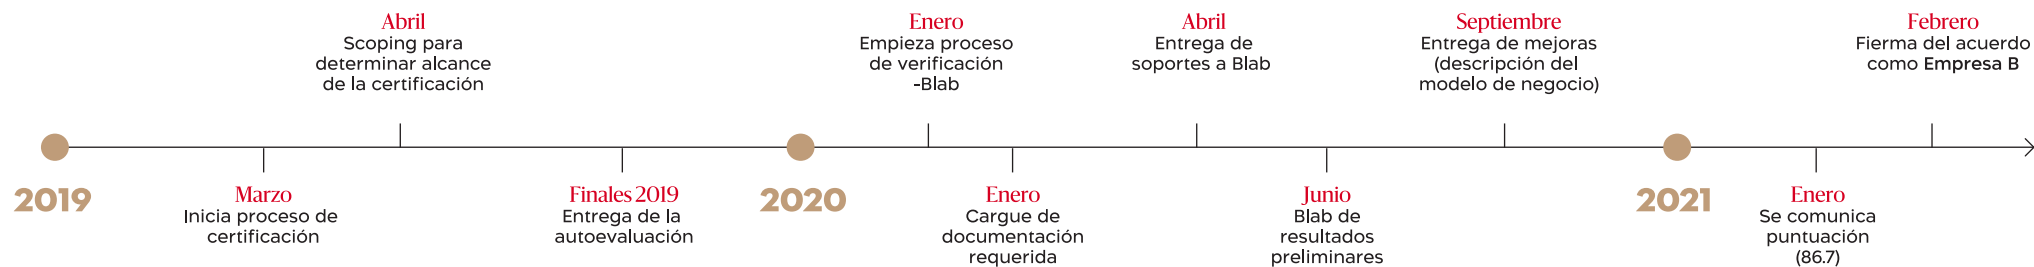 2019
Marzo
Inicia proceso de
certificación
Abril
Scoping para
determinar alcance
de la certificación
Finales 2019
Entrega de la
autoevaluación
2020
Enero
Empieza proceso
de verificación
-Blab
Enero
Cargue de
documentación
requerida
Abril
Entrega de
soportes a Blab
Junio
Blab de
resultados
preliminares
Septiembre
Entrega de mejoras
(descripción del
modelo de negocio)
2021
Enero
Se comunica
puntuación
(86.7)
Febrero
Fierma del acuerdo
como Empresa B